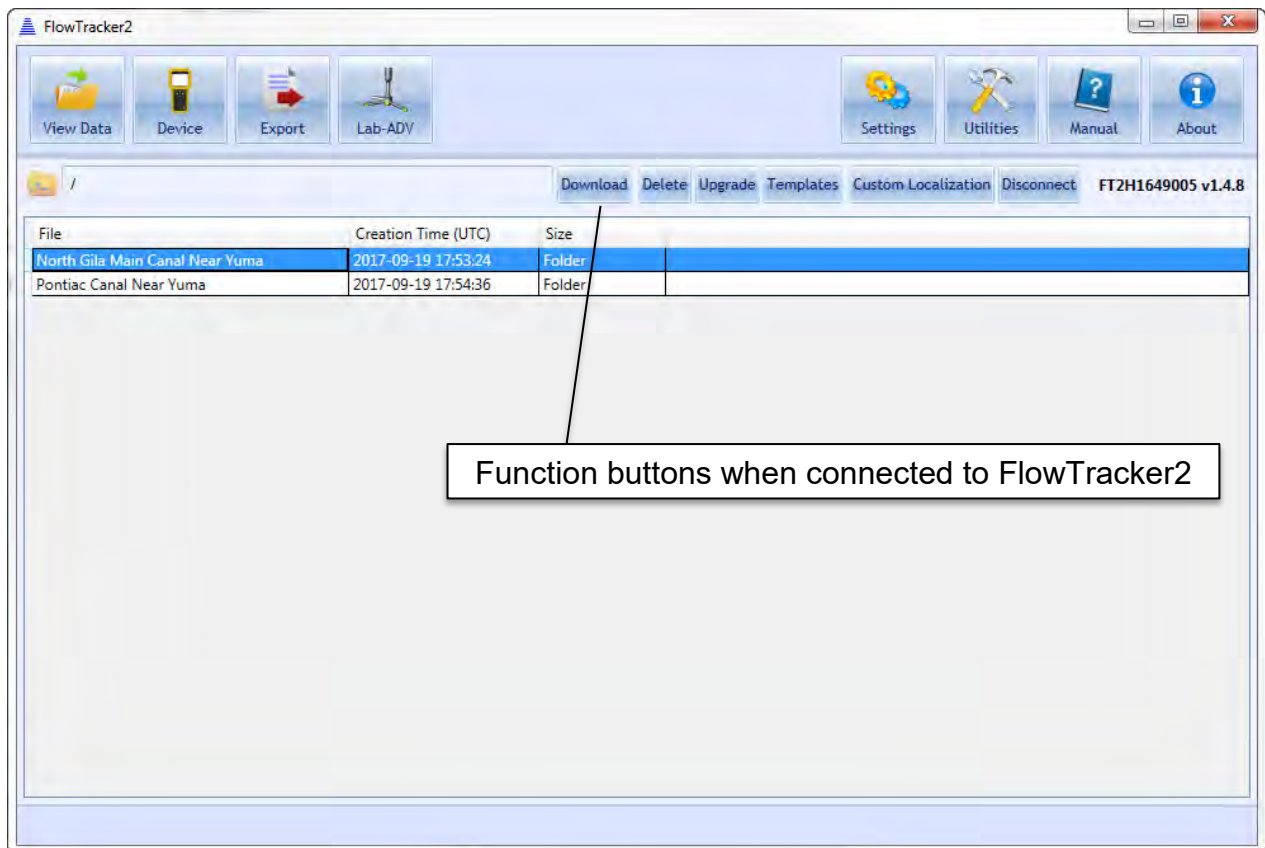 FlowTracker2
View Data Device Export Lab-ADV Settings Utilities Manual About
/ Download Delete Upgrade Templates Custom Localization Disconnect FT2H1649005 v1.4.8
File Creation Time (UTC) Size
North Gila Main Canal Near Yuma 2017-09-19 17:53:24 Folder
Pontiac Canal Near Yuma 2017-09-19 17:54:36 Folder
Function buttons when connected to FlowTracker2